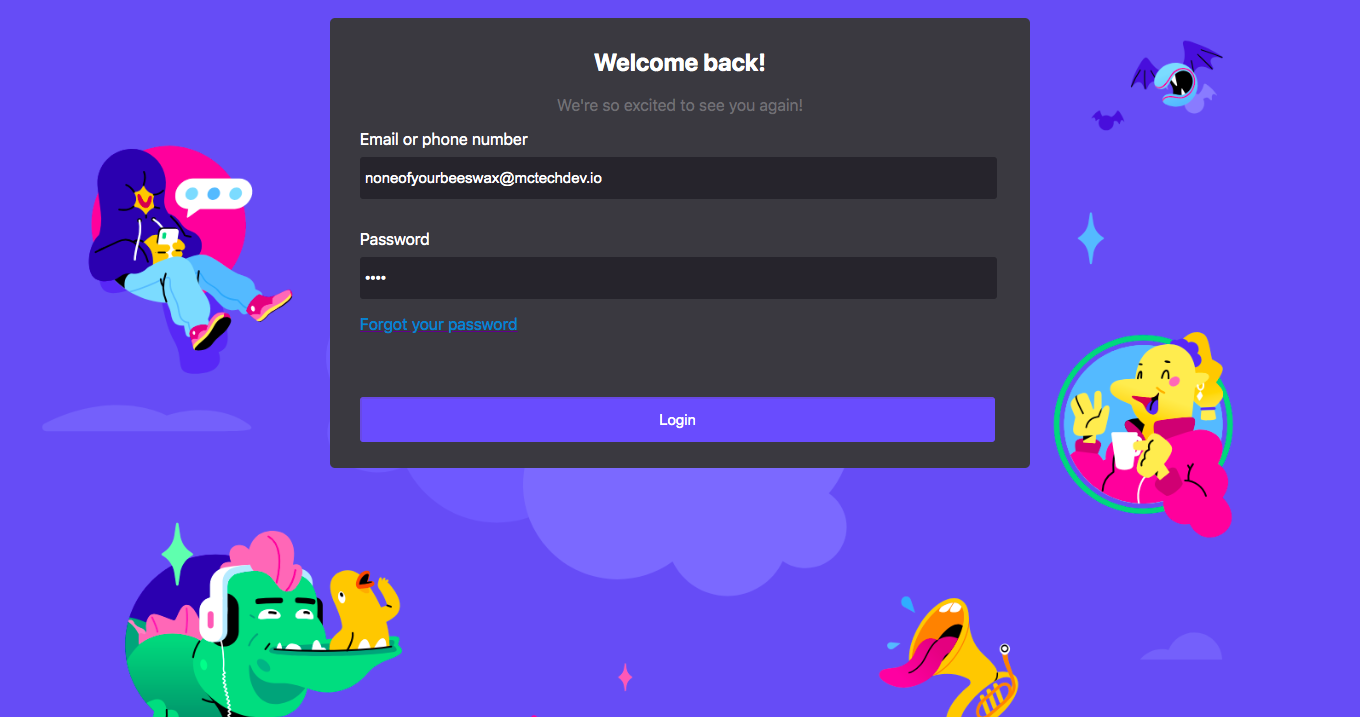 Welcome back!
We're so excited to see you again!
Email or phone number
noneofyourbeeswax@mctechdev.io
Password
••••
Forgot your password
Login